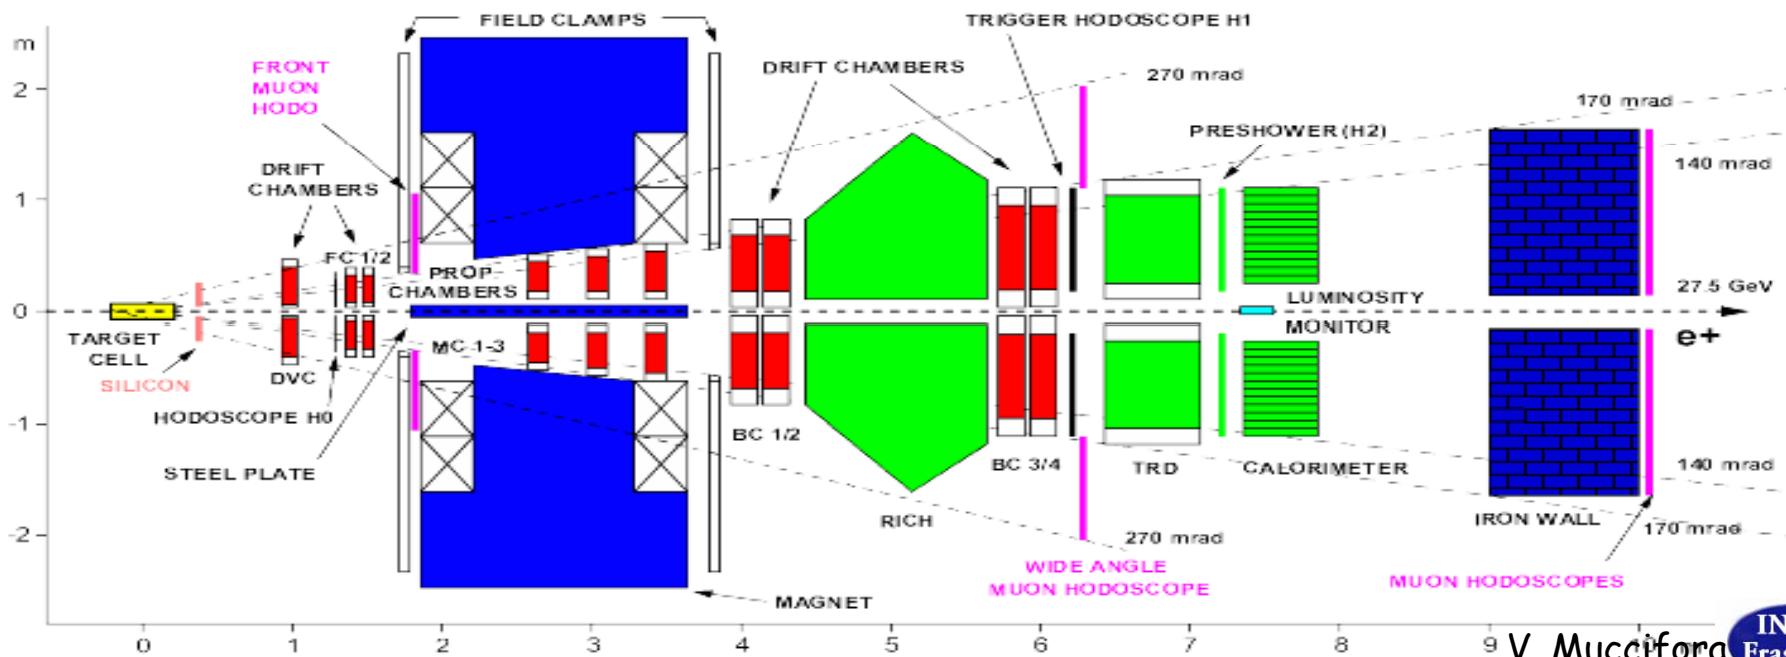 FIELD CLAMPS
TRIGGER HODOSCOPE H1
m
FRONT
MUON
HODO
DRIFT CHAMBERS
270 mrad
2
170 mrad
PRESHOWER (H2)
DRIFT
CHAMBERS
140 mrad
1
FC 1/2
PROP
CHAMBERS
27.5 GeV
LUMINOSITY
0
MONITOR
e+
TARGET
CELL
MC 1-3
SILICON
DVC
HODOSCOPE H0
-1
BC 1/2
STEEL PLATE
BC 3/4
TRD
CALORIMETER
140 mrad
RICH
IRON WALL
170 mrad
-2
270 mrad
WIDE ANGLE
MUON HODOSCOPE
MUON HODOSCOPES
MAGNET
0 1 2 3 4 5 6 7 8 9 10
V. Muccifora